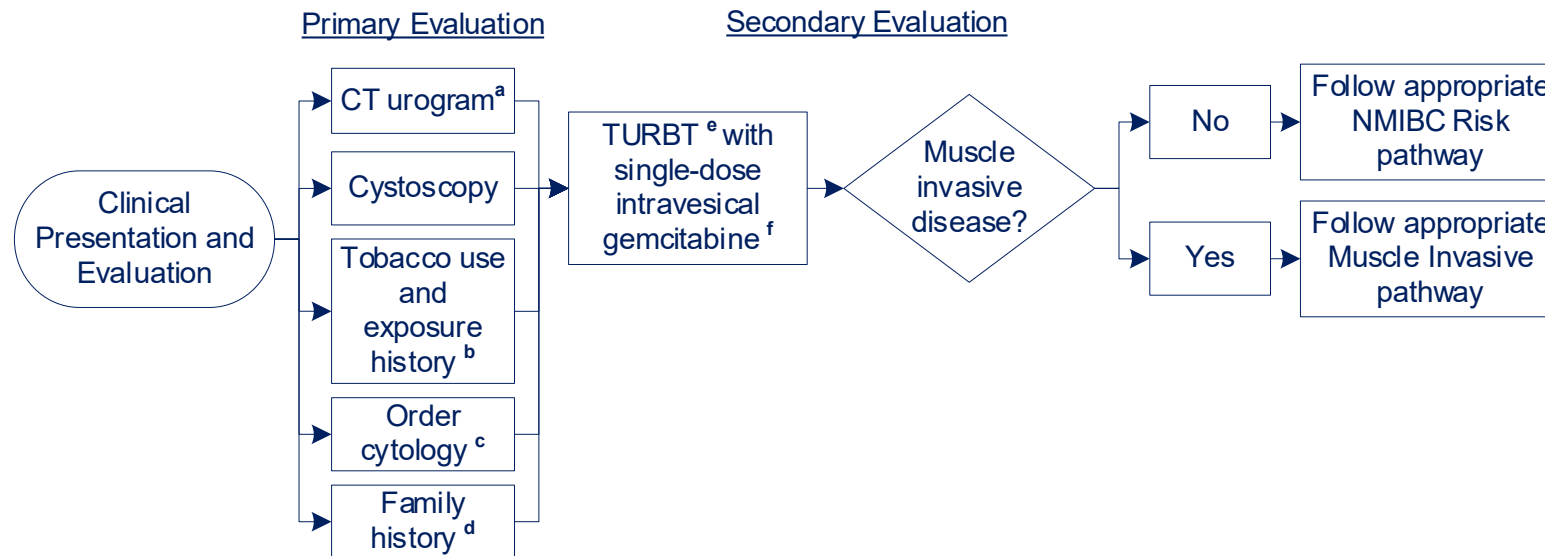 Primary Evaluation
Secondary Evaluation
Clinical
Presentation and
Evaluation
CT urogram a
Cystoscopy
Tobacco use
and
exposure
history b
Order
cytology c
Family
history d
TURBT e with
single-dose
intravesical
gemcitabine f
Muscle
invasive
disease?
No
Yes
Follow appropriate
NMIBC Risk
pathway
Follow appropriate
Muscle Invasive
pathway